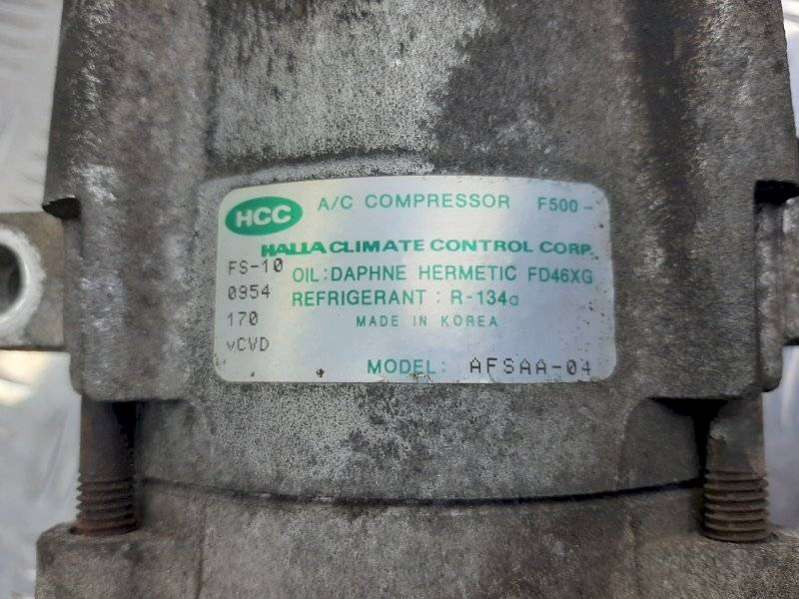 HCC A/C COMPRESSOR F500-
HALLA CLIMATE CONTROL CORP.
FS-10 OIL: DAPHNE HERMETIC FD46XG
0954 REFRIGERANT : R-134a
170 MADE IN KOREA
vCVD
MODEL: AFSAA-04